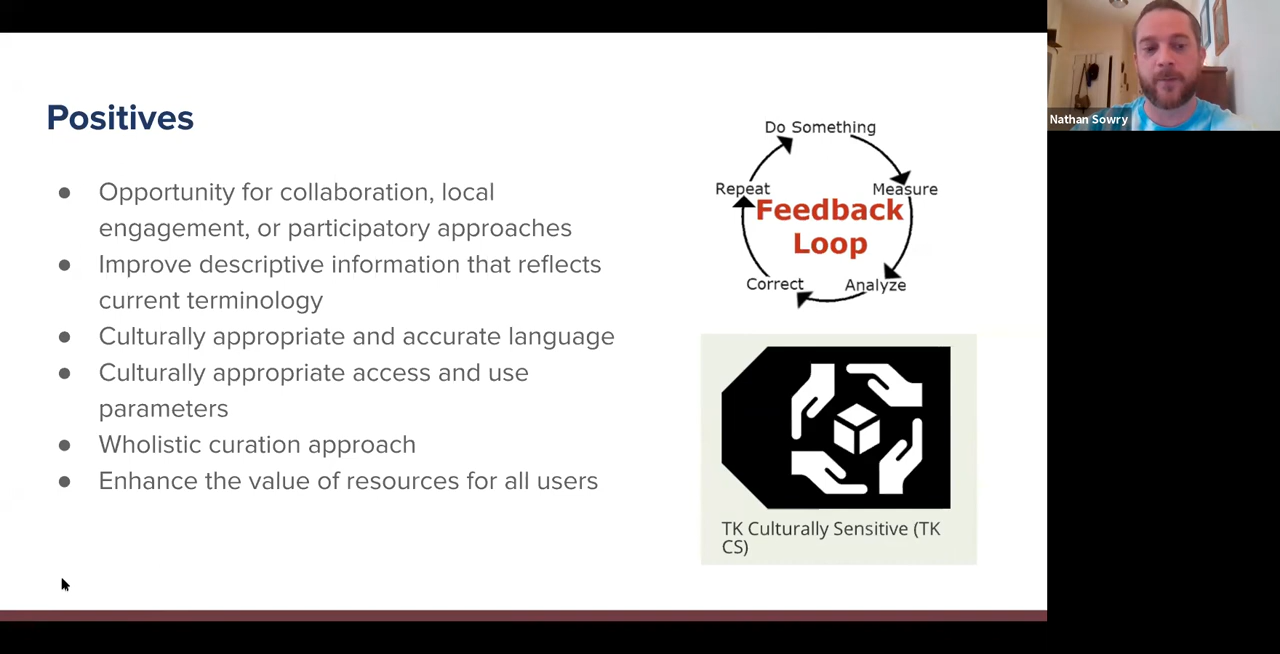 Positives
● Opportunity for collaboration, local
engagement, or participatory approaches
● Improve descriptive information that reflects
current terminology
● Culturally appropriate and accurate language
● Culturally appropriate access and use
parameters
● Wholistic curation approach
● Enhance the value of resources for all users
Do Something
Measure
Analyze
Correct
Repeat
Feedback
Loop
TK Culturally Sensitive (TK
CS)
Nathan Sowry